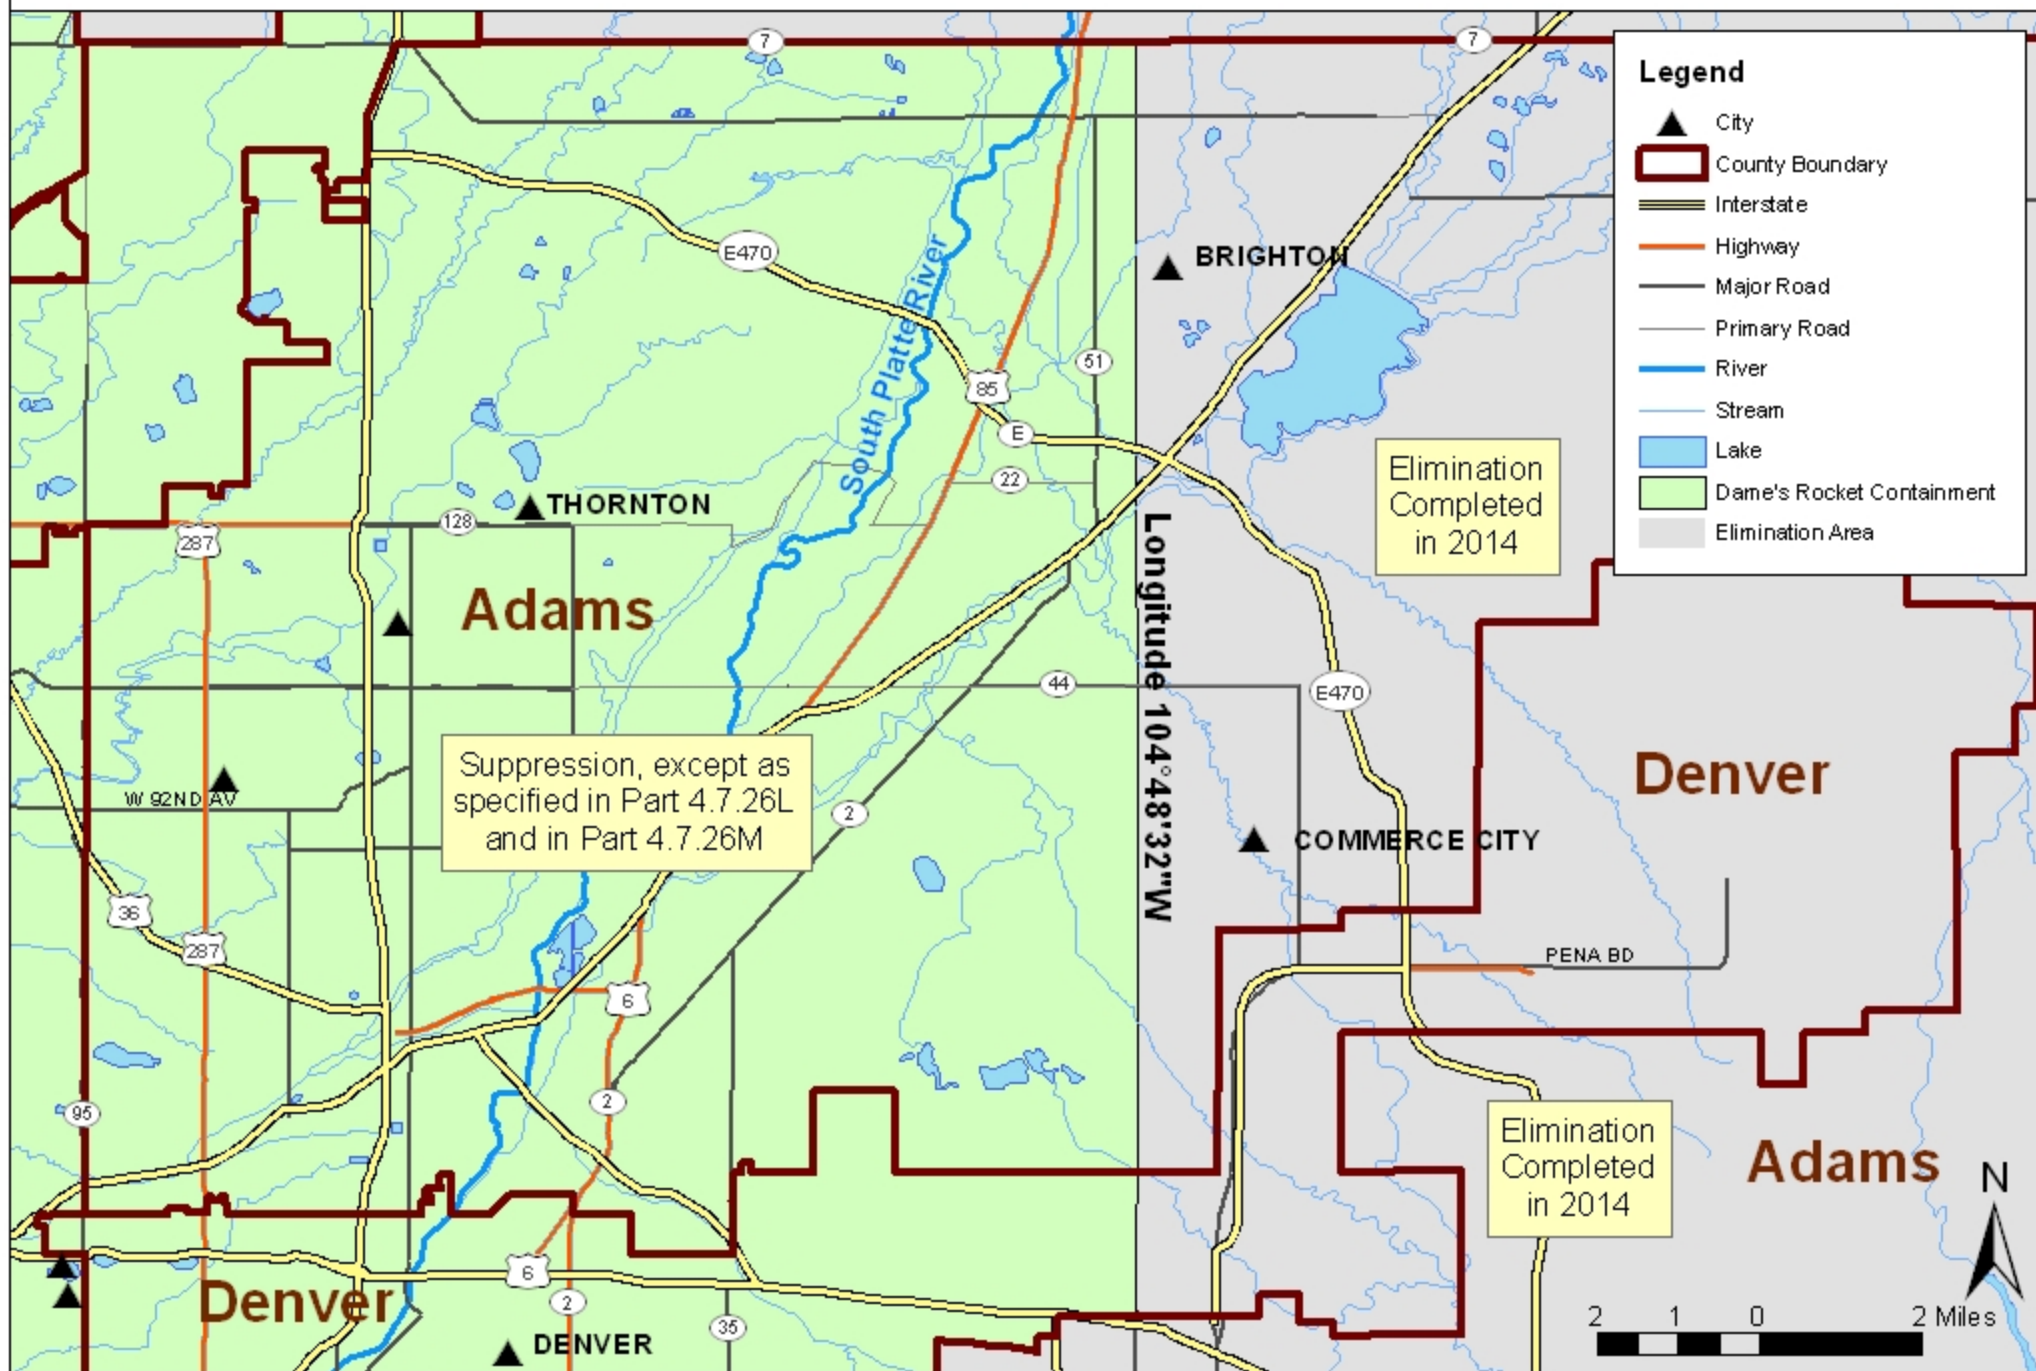 7
7
Legend
City
County Boundary
Interstate
Highway
Major Road
Primary Road
River
Stream
Lake
Dame's Rocket Containment
Elimination Area
E470
BRIGHTON
South Platte River
51
85
E
22
Elimination
Completed
in 2014
THORNTON
128
287
Adams
Longitude 104°48'32"W
44
E470
Denver
Suppression, except as
specified in Part 4.7.26L
and in Part 4.7.26M
W 92ND AV
2
COMMERCE CITY
36
287
PENA BD
6
2
95
Elimination
Completed
in 2014
Adams
N
6
Denver
2
35
DENVER
2 1 0 2 Miles